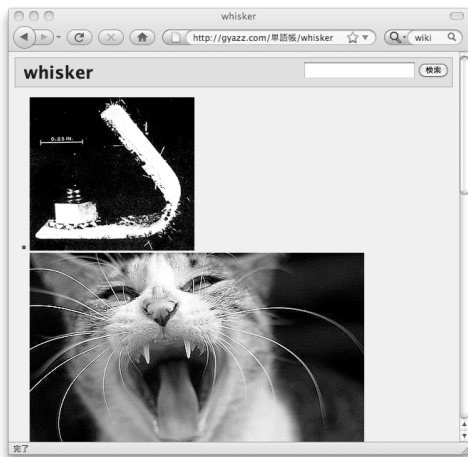 whisker
http://gyazz.com/単語帳/whisker
wiki
whisker
検索
0.25 IN.
完了